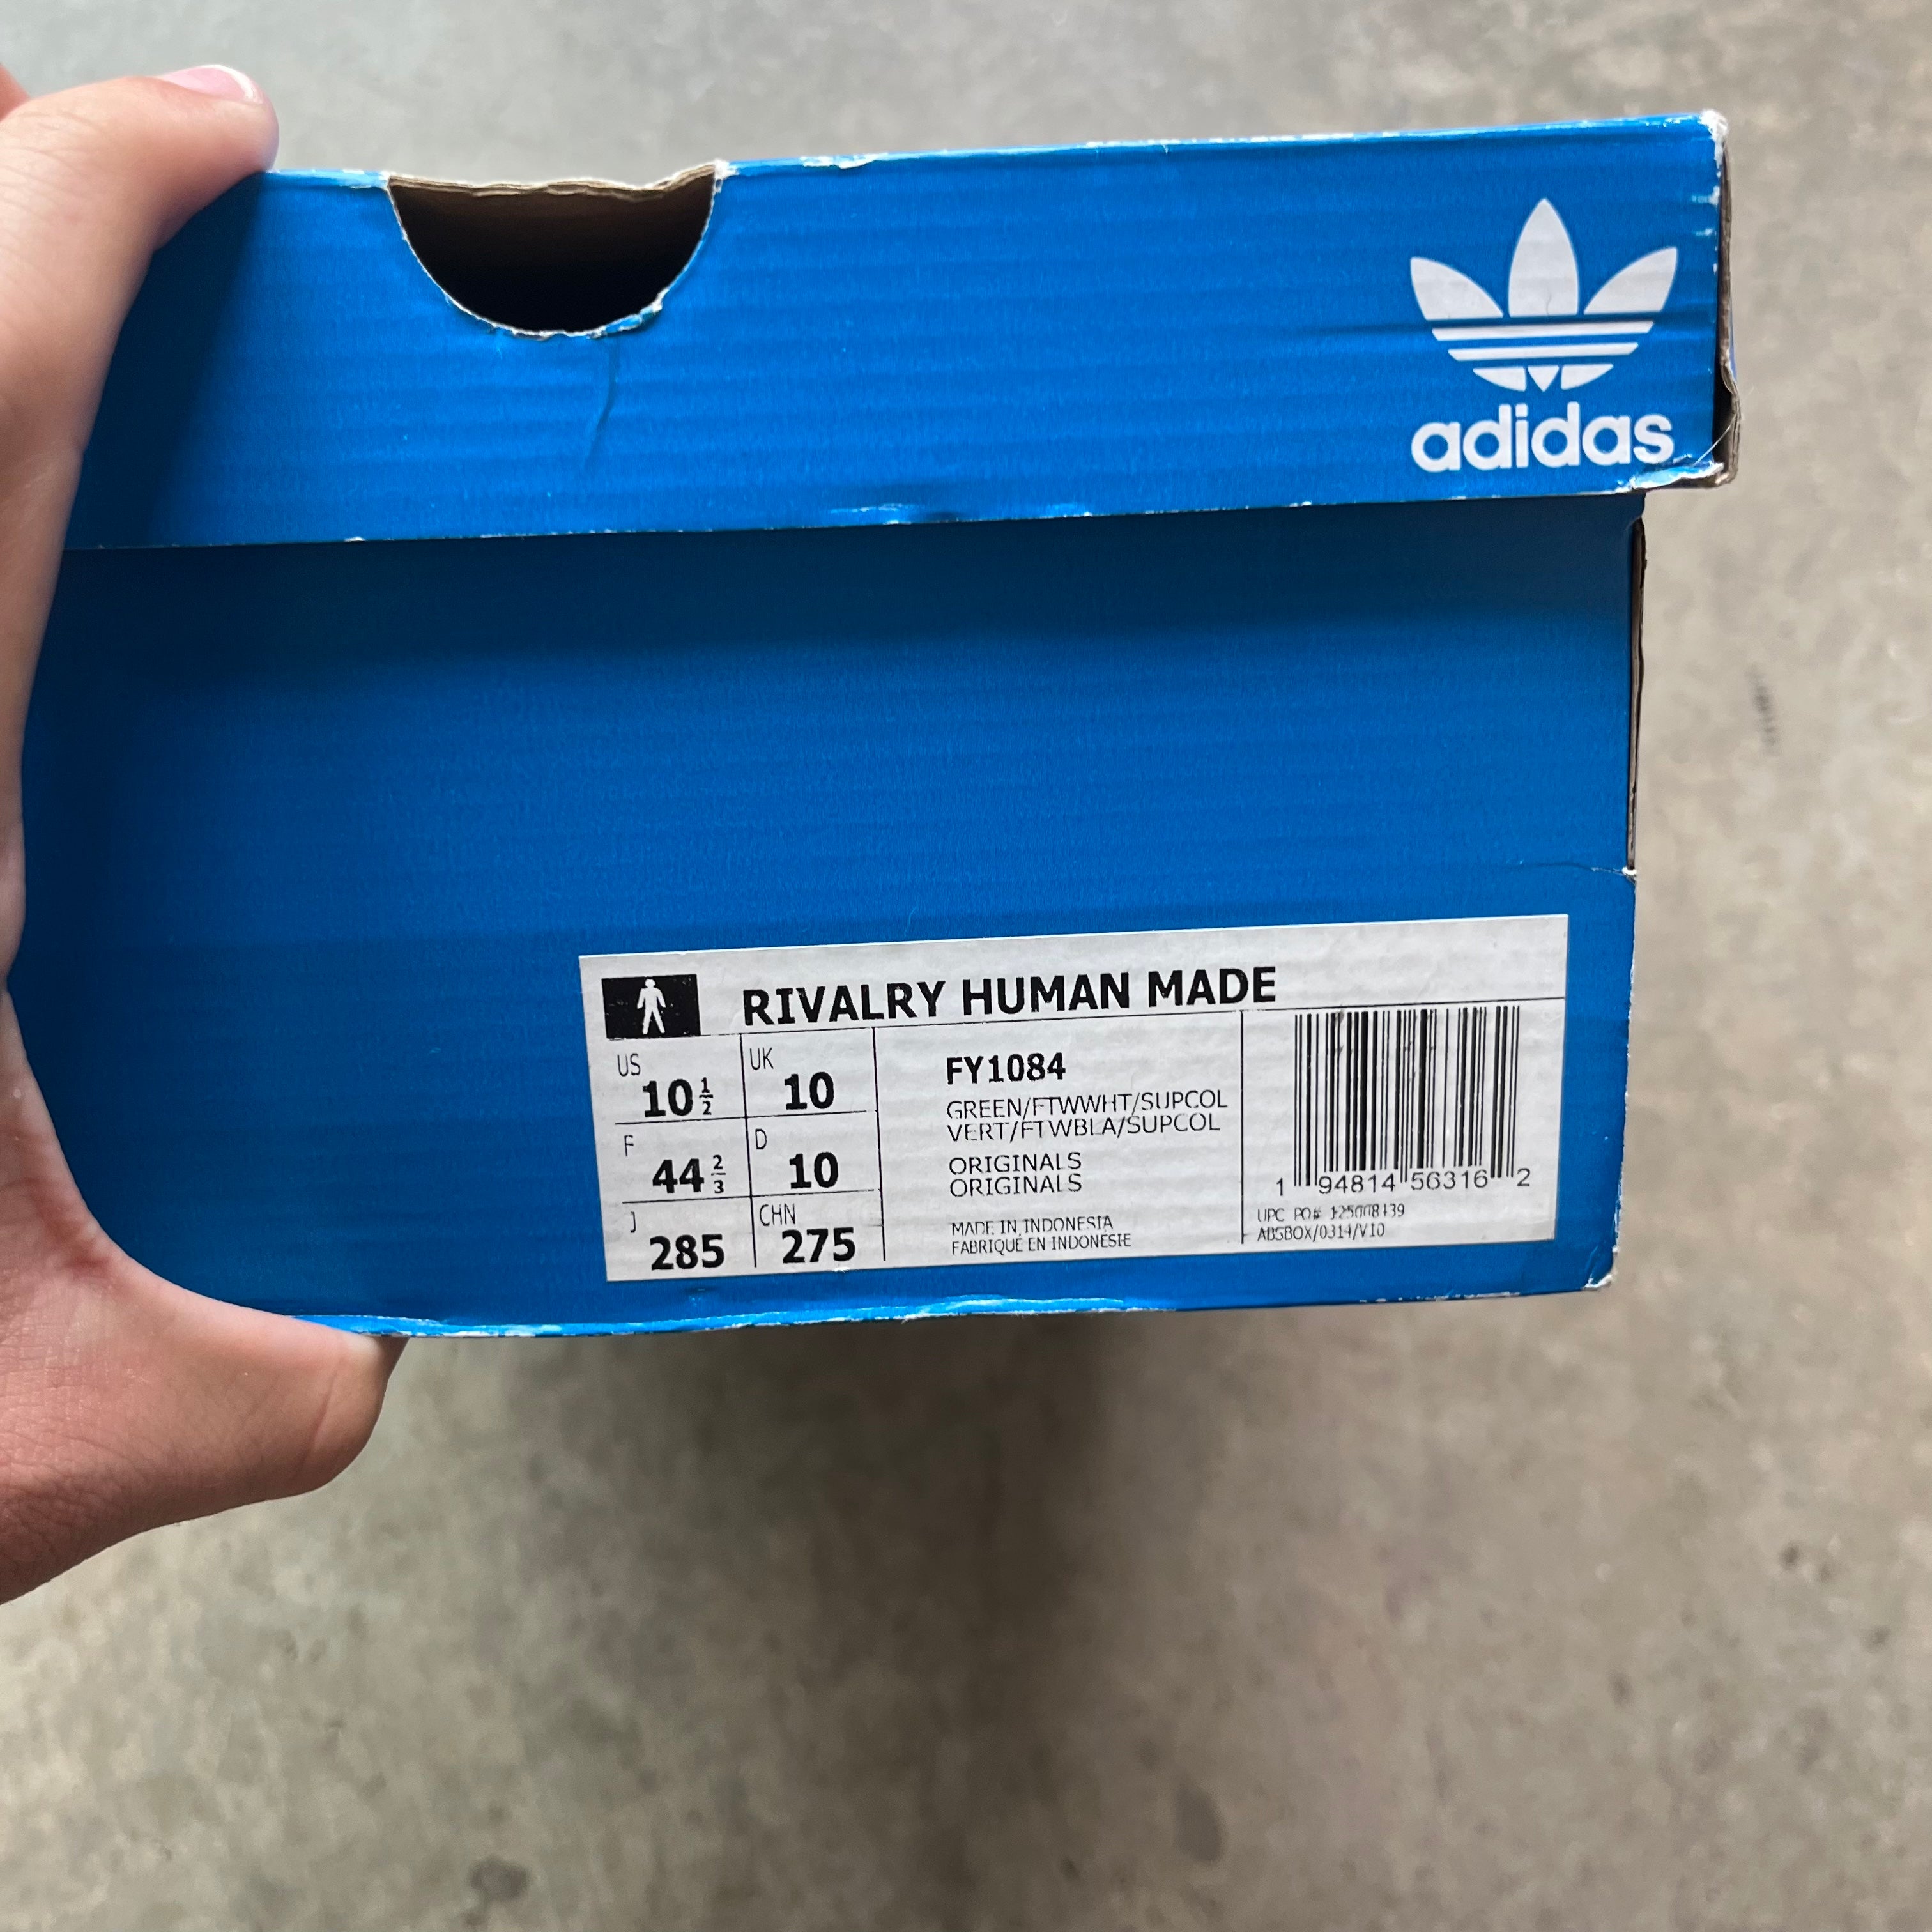 adidas
RIVALRY HUMAN MADE
US 10 1/2
UK 10
F 44 2/3
D 10
J 285
CHN 275
FY1084
GREEN/FTWWHT/SUPCOL
VERT/FTWBLA/SUPCOL
ORIGINALS
ORIGINALS
MADE IN INDONESIA
FABRIQUÉ EN INDONESIE
1 94814 56316 2
UPC PO#